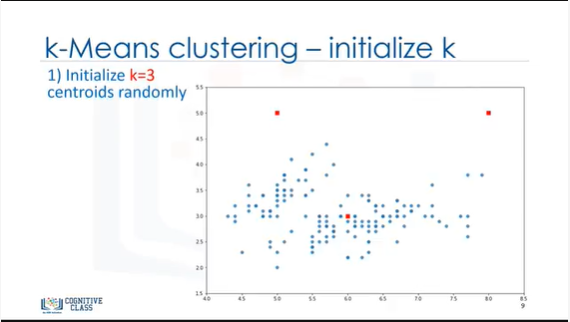 k-Means clustering – initialize k
1) Initialize k=3
centroids randomly
5.5
5.0
4.5
4.0
3.5
3.0
2.5
2.0
1.5
4.0 4.5 5.0 5.5 6.0 6.5 7.0 7.5 8.0 8.5
COGNITIVE
CLASS
9